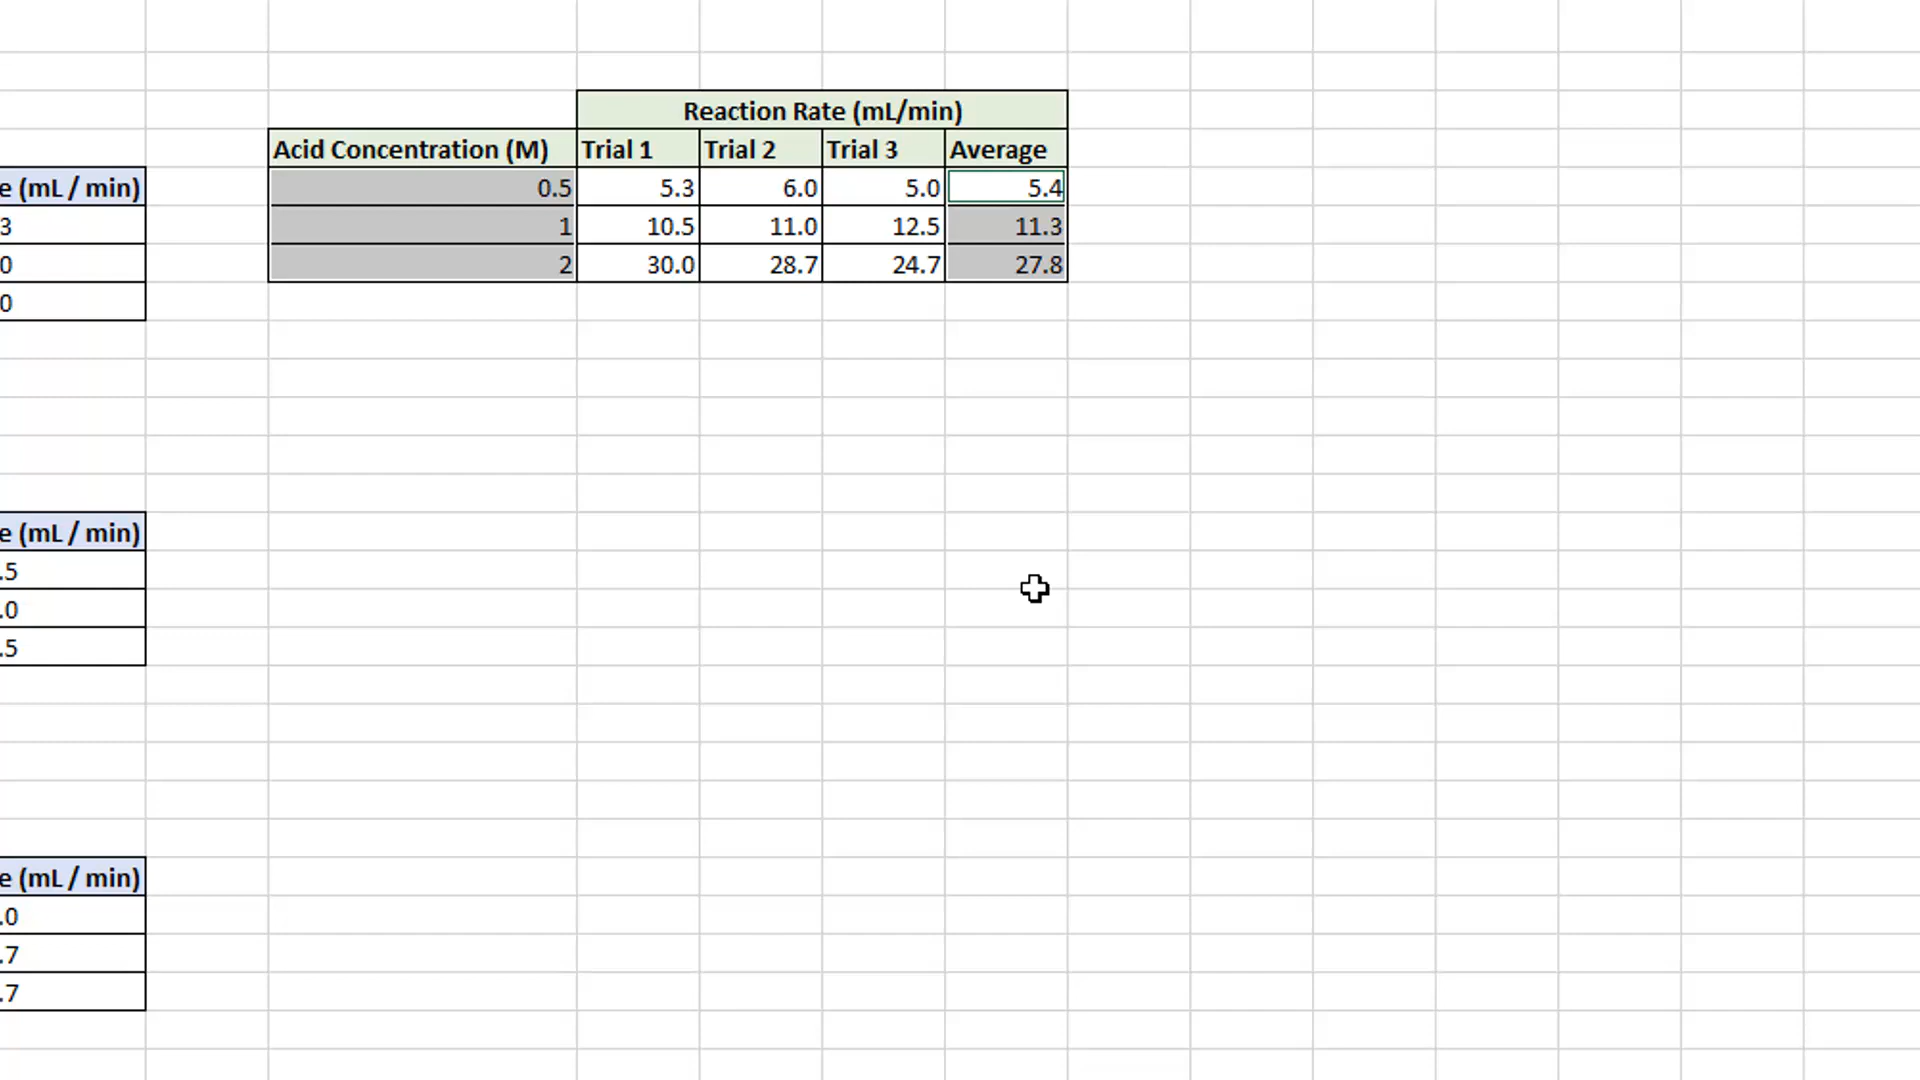 Reaction Rate (mL/min)
Acid Concentration (M) Trial 1 Trial 2 Trial 3 Average
e (mL / min) 0.5 5.3 6.0 5.0 5.4
3 1 10.5 11.0 12.5 11.3
0 2 30.0 28.7 24.7 27.8
0
e (mL / min)
.5
.0
.5
e (mL / min)
.0
.7
.7